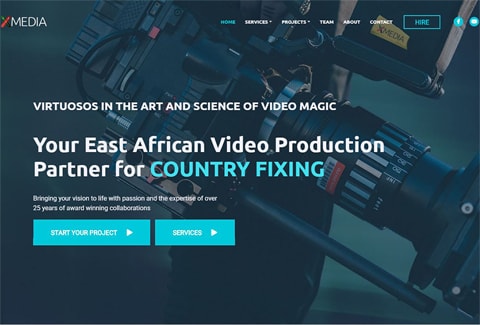 XMEDIA
HOME SERVICES PROJECTS TEAM ABOUT CONTACT HIRE
XMEDIA
VIRTUOSOS IN THE ART AND SCIENCE OF VIDEO MAGIC
Your East African Video Production
Partner for COUNTRY FIXING
Bringing your vision to life with passion and the expertise of over
25 years of award winning collaborations
START YOUR PROJECT
SERVICES